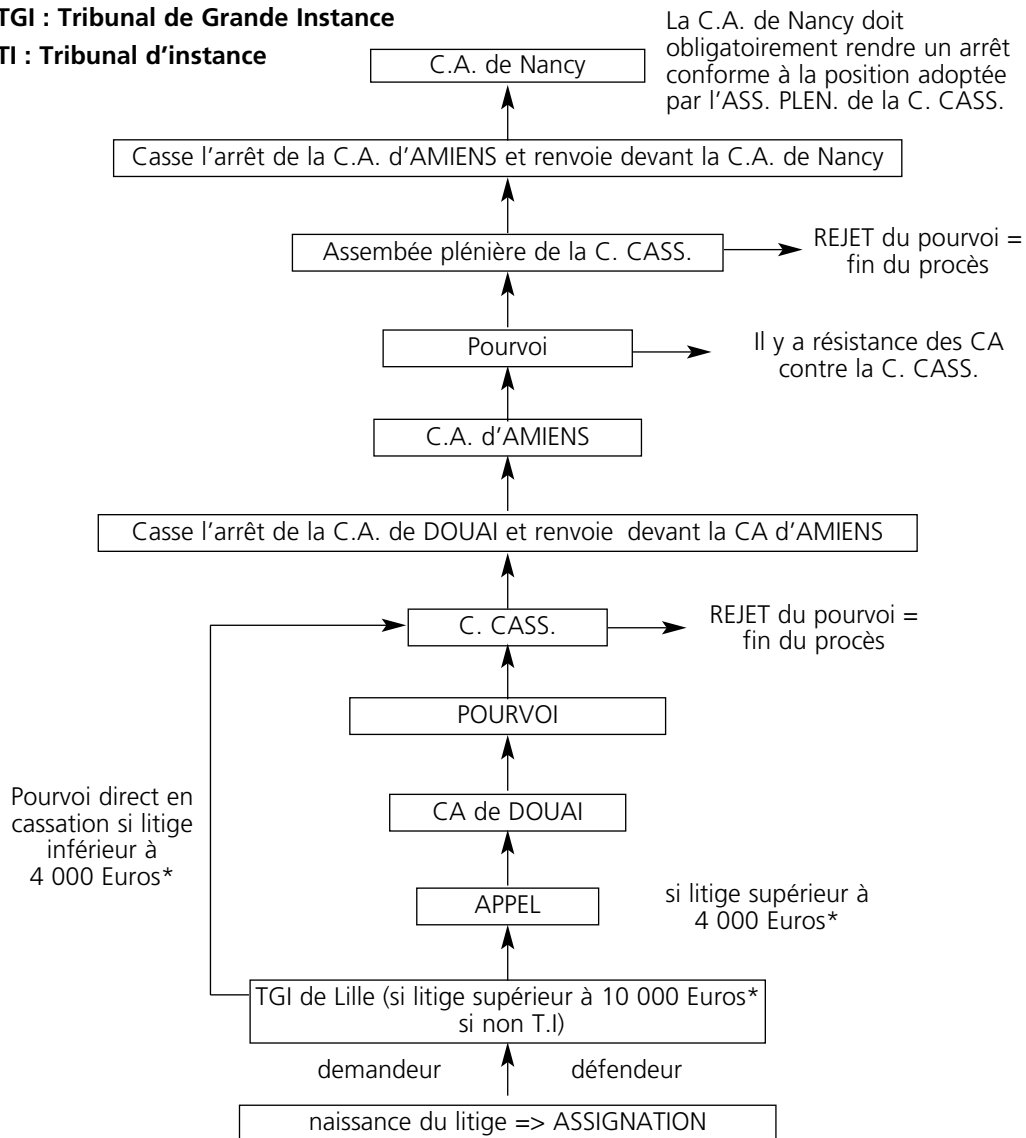 TGI : Tribunal de Grande Instance
TI : Tribunal d’instance
La C.A. de Nancy doit
obligatoirement rendre un arrêt
conforme à la position adoptée
par l’ASS. PLEN. de la C. CASS.
C.A. de Nancy
Casse l’arrêt de la C.A. d’AMIENS et renvoie devant la C.A. de Nancy
Assembée plénière de la C. CASS.
REJET du pourvoi =
fin du procès
Pourvoi
Il y a résistance des CA
contre la C. CASS.
C.A. d’AMIENS
Casse l’arrêt de la C.A. de DOUAI et renvoie devant la CA d’AMIENS
C. CASS.
REJET du pourvoi =
fin du procès
POURVOI
Pourvoi direct en
cassation si litige
inférieur à
4 000 Euros*
CA de DOUAI
APPEL
si litige supérieur à
4 000 Euros*
TGI de Lille (si litige supérieur à 10 000 Euros*
si non T.I)
demandeur
défendeur
naissance du litige => ASSIGNATION